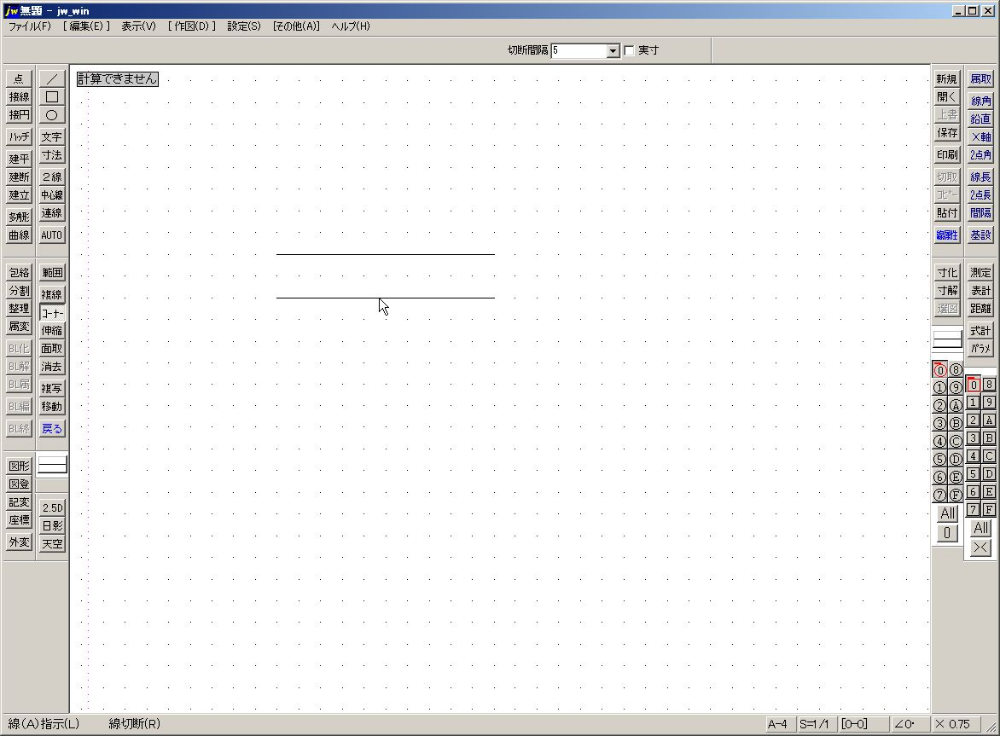 jw 無題 - jw_win
ファイル(F) [ 編集(E) ] 表示(V) [ 作図(D) ] 設定(S) [その他(A)] ヘルプ(H)
切断間隔 5 実寸
計算できません
点 ／
接線 □
接円 ○
ハッチ 文字
建平 寸法
建断 2線
建立 中心線
多角形 連線
曲線 AUTO
包絡 範囲
分割 複線
整理 コーナー
属変 伸縮
BL化 面取
BL解 消去
BL属 複写
BL編 移動
BL終 戻る
図形
図登
記変 2.5D
座標 日影
外変 天空
新規 属取
開く 線角
上書 鉛直
保存 ×軸
印刷 2点角
切取 線長
コピー 2点長
貼付 間隔
線属性 基設
寸化 測定
寸解 表計
選図 距離
式計
パラメ
0 8 0 8
1 9 1 9
2 A 2 A
3 B 3 B
4 C 4 C
5 D 5 D
6 E 6 E
7 F 7 F
All All
0 ×
線(A)指示(L) 線切断(R) A-4 S=1/1 [0-0] ∠0・ × 0.75